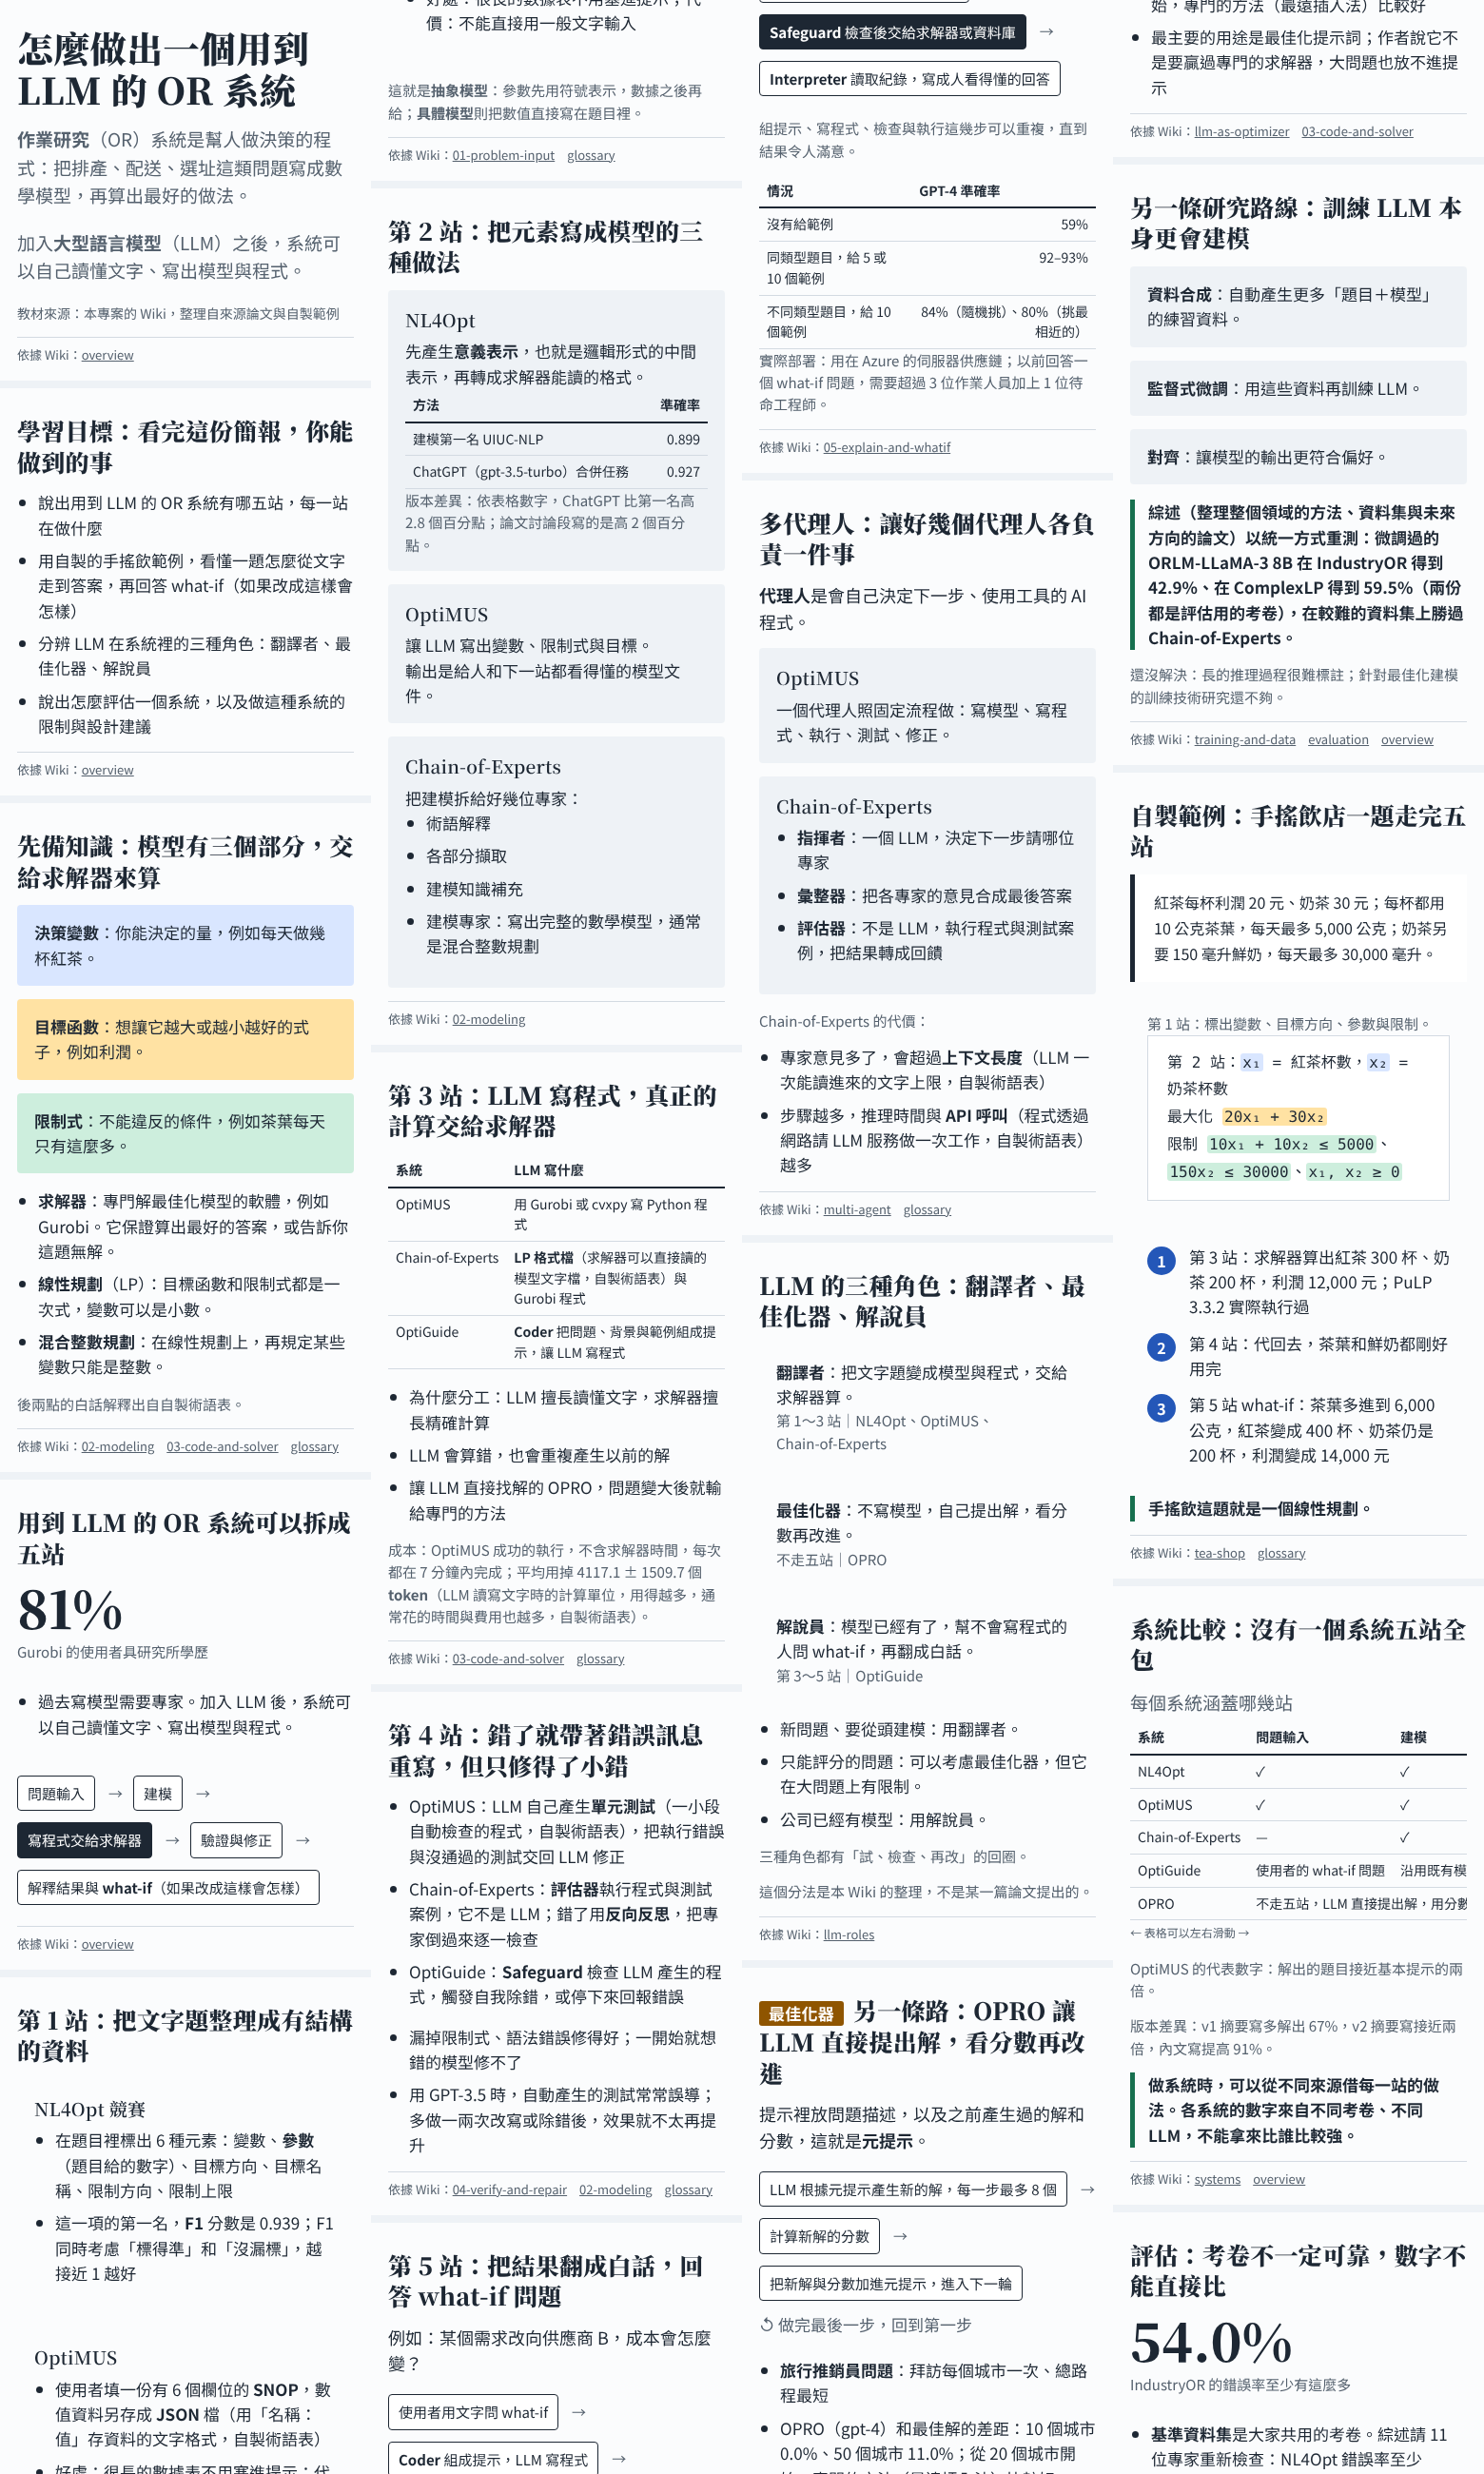 怎麼做出一個用到
LLM 的 OR 系統
作業研究（OR）系統是幫人做決策的程
式：把排產、配送、選址這類問題寫成數
學模型，再算出最好的做法。
加入大型語言模型（LLM）之後，系統可
以自己讀懂文字、寫出模型與程式。
教材來源：本專案的 Wiki，整理自來源論文與自製範例
依據 Wiki：overview
學習目標：看完這份簡報，你能
做到的事
• 說出用到 LLM 的 OR 系統有哪五站，每一站
在做什麼
• 用自製的手搖飲範例，看懂一題怎麼從文字
走到答案，再回答 what-if（如果改成這樣會
怎樣）
• 分辨 LLM 在系統裡的三種角色：翻譯者、最
佳化器、解說員
• 說出怎麼評估一個系統，以及做這種系統的
限制與設計建議
依據 Wiki：overview
先備知識：模型有三個部分，交
給求解器來算
決策變數：你能決定的量，例如每天做幾
杯紅茶。
目標函數：想讓它越大或越小越好的式
子，例如利潤。
限制式：不能違反的條件，例如茶葉每天
只有這麼多。
• 求解器：專門解最佳化模型的軟體，例如
Gurobi。它保證算出最好的答案，或告訴你
這題無解。
• 線性規劃（LP）：目標函數和限制式都是一
次式，變數可以是小數。
• 混合整數規劃：在線性規劃上，再規定某些
變數只能是整數。
後兩點的白話解釋出自自製術語表。
依據 Wiki：02-modeling 03-code-and-solver glossary
用到 LLM 的 OR 系統可以拆成
五站
81%
Gurobi 的使用者具研究所學歷
• 過去寫模型需要專家。加入 LLM 後，系統可
以自己讀懂文字、寫出模型與程式。
問題輸入 → 建模 →
寫程式交給求解器 → 驗證與修正 →
解釋結果與 what-if（如果改成這樣會怎樣）
依據 Wiki：overview
第 1 站：把文字題整理成有結構
的資料
NL4Opt 競賽
• 在題目裡標出 6 種元素：變數、參數
（題目給的數字）、目標方向、目標名
稱、限制方向、限制上限
• 這一項的第一名，F1 分數是 0.939；F1
同時考慮「標得準」和「沒漏標」，越
接近 1 越好
OptiMUS
• 使用者填一份有 6 個欄位的 SNOP，數
值資料另存成 JSON 檔（用「名稱：
值」存資料的文字格式，自製術語表）
• 好處：很長的數據表不用塞進提示；代
價：不能直接用一般文字輸入
這就是抽象模型：參數先用符號表示，數據之後再
給；具體模型則把數值直接寫在題目裡。
依據 Wiki：01-problem-input glossary
第 2 站：把元素寫成模型的三
種做法
NL4Opt
先產生意義表示，也就是邏輯形式的中間
表示，再轉成求解器能讀的格式。
方法 準確率
建模第一名 UIUC-NLP 0.899
ChatGPT（gpt-3.5-turbo）合併任務 0.927
版本差異：依表格數字，ChatGPT 比第一名高
2.8 個百分點；論文討論段寫的是高 2 個百分
點。
OptiMUS
讓 LLM 寫出變數、限制式與目標。
輸出是給人和下一站都看得懂的模型文
件。
Chain-of-Experts
把建模拆給好幾位專家：
• 術語解釋
• 各部分擷取
• 建模知識補充
• 建模專家：寫出完整的數學模型，通常
是混合整數規劃
依據 Wiki：02-modeling
第 3 站：LLM 寫程式，真正的
計算交給求解器
系統 LLM 寫什麼
OptiMUS 用 Gurobi 或 cvxpy 寫 Python 程
式
Chain-of-Experts LP 格式檔（求解器可以直接讀的
模型文字檔，自製術語表）與
Gurobi 程式
OptiGuide Coder 把問題、背景與範例組成提
示，讓 LLM 寫程式
• 為什麼分工：LLM 擅長讀懂文字，求解器擅
長精確計算
• LLM 會算錯，也會重複產生以前的解
• 讓 LLM 直接找解的 OPRO，問題變大後就輸
給專門的方法
成本：OptiMUS 成功的執行，不含求解器時間，每次
都在 7 分鐘內完成；平均用掉 4117.1 ± 1509.7 個
token（LLM 讀寫文字時的計算單位，用得越多，通
常花的時間與費用也越多，自製術語表）。
依據 Wiki：03-code-and-solver glossary
第 4 站：錯了就帶著錯誤訊息
重寫，但只修得了小錯
• OptiMUS：LLM 自己產生單元測試（一小段
自動檢查的程式，自製術語表），把執行錯誤
與沒通過的測試交回 LLM 修正
• Chain-of-Experts：評估器執行程式與測試
案例，它不是 LLM；錯了用反向反思，把專
家倒過來逐一檢查
• OptiGuide：Safeguard 檢查 LLM 產生的程
式，觸發自我除錯，或停下來回報錯誤
• 漏掉限制式、語法錯誤修得好；一開始就想
錯的模型修不了
• 用 GPT-3.5 時，自動產生的測試常常誤導；
多做一兩次改寫或除錯後，效果就不太再提
升
依據 Wiki：04-verify-and-repair 02-modeling glossary
第 5 站：把結果翻成白話，回
答 what-if 問題
例如：某個需求改向供應商 B，成本會怎麼
變？
使用者用文字問 what-if →
Coder 組成提示，LLM 寫程式 →
Safeguard 檢查後交給求解器或資料庫 →
Interpreter 讀取紀錄，寫成人看得懂的回答
組提示、寫程式、檢查與執行這幾步可以重複，直到
結果令人滿意。
情況 GPT-4 準確率
沒有給範例 59%
同類型題目，給 5 或
10 個範例 92–93%
不同類型題目，給 10
個範例 84%（隨機挑）、80%（挑最
相近的）
實際部署：用在 Azure 的伺服器供應鏈；以前回答一
個 what-if 問題，需要超過 3 位作業人員加上 1 位待
命工程師。
依據 Wiki：05-explain-and-whatif
多代理人：讓好幾個代理人各負
責一件事
代理人是會自己決定下一步、使用工具的 AI
程式。
OptiMUS
一個代理人照固定流程做：寫模型、寫程
式、執行、測試、修正。
Chain-of-Experts
• 指揮者：一個 LLM，決定下一步請哪位
專家
• 彙整器：把各專家的意見合成最後答案
• 評估器：不是 LLM，執行程式與測試案
例，把結果轉成回饋
Chain-of-Experts 的代價：
• 專家意見多了，會超過上下文長度（LLM 一
次能讀進來的文字上限，自製術語表）
• 步驟越多，推理時間與 API 呼叫（程式透過
網路請 LLM 服務做一次工作，自製術語表）
越多
依據 Wiki：multi-agent glossary
LLM 的三種角色：翻譯者、最
佳化器、解說員
翻譯者：把文字題變成模型與程式，交給
求解器算。
第 1～3 站｜NL4Opt、OptiMUS、
Chain-of-Experts
最佳化器：不寫模型，自己提出解，看分
數再改進。
不走五站｜OPRO
解說員：模型已經有了，幫不會寫程式的
人問 what-if，再翻成白話。
第 3～5 站｜OptiGuide
• 新問題、要從頭建模：用翻譯者。
• 只能評分的問題：可以考慮最佳化器，但它
在大問題上有限制。
• 公司已經有模型：用解說員。
三種角色都有「試、檢查、再改」的回圈。
這個分法是本 Wiki 的整理，不是某一篇論文提出的。
依據 Wiki：llm-roles
最佳化器 另一條路：OPRO 讓
LLM 直接提出解，看分數再改
進
提示裡放問題描述，以及之前產生過的解和
分數，這就是元提示。
LLM 根據元提示產生新的解，每一步最多 8 個 →
計算新解的分數 →
把新解與分數加進元提示，進入下一輪
↺ 做完最後一步，回到第一步
• 旅行推銷員問題：拜訪每個城市一次、總路
程最短
• OPRO（gpt-4）和最佳解的差距：10 個城市
0.0%、50 個城市 11.0%；從 20 個城市開
始，專門的方法（最遠插入法）比較好
• 最主要的用途是最佳化提示詞；作者說它不
是要贏過專門的求解器，大問題也放不進提
示
依據 Wiki：llm-as-optimizer 03-code-and-solver
另一條研究路線：訓練 LLM 本
身更會建模
資料合成：自動產生更多「題目＋模型」
的練習資料。
監督式微調：用這些資料再訓練 LLM。
對齊：讓模型的輸出更符合偏好。
綜述（整理整個領域的方法、資料集與未來
方向的論文）以統一方式重測：微調過的
ORLM-LLaMA-3 8B 在 IndustryOR 得到
42.9%、在 ComplexLP 得到 59.5%（兩份
都是評估用的考卷），在較難的資料集上勝過
Chain-of-Experts。
還沒解決：長的推理過程很難標註；針對最佳化建模
的訓練技術研究還不夠。
依據 Wiki：training-and-data evaluation overview
自製範例：手搖飲店一題走完五
站
紅茶每杯利潤 20 元、奶茶 30 元；每杯都用
10 公克茶葉，每天最多 5,000 公克；奶茶另
要 150 毫升鮮奶，每天最多 30,000 毫升。
第 1 站：標出變數、目標方向、參數與限制。
第 2 站：x₁ = 紅茶杯數，x₂ =
奶茶杯數
最大化 20x₁ + 30x₂
限制 10x₁ + 10x₂ ≤ 5000、
150x₂ ≤ 30000、x₁, x₂ ≥ 0
1 第 3 站：求解器算出紅茶 300 杯、奶
茶 200 杯，利潤 12,000 元；PuLP
3.3.2 實際執行過
2 第 4 站：代回去，茶葉和鮮奶都剛好
用完
3 第 5 站 what-if：茶葉多進到 6,000
公克，紅茶變成 400 杯、奶茶仍是
200 杯，利潤變成 14,000 元
手搖飲這題就是一個線性規劃。
依據 Wiki：tea-shop glossary
系統比較：沒有一個系統五站全
包
每個系統涵蓋哪幾站
系統 問題輸入 建模
NL4Opt ✓ ✓
OptiMUS ✓ ✓
Chain-of-Experts — ✓
OptiGuide 使用者的 what-if 問題 沿用既有模
OPRO 不走五站，LLM 直接提出解，用分數
← 表格可以左右滑動 →
OptiMUS 的代表數字：解出的題目接近基本提示的兩
倍。
版本差異：v1 摘要寫多解出 67%，v2 摘要寫接近兩
倍，內文寫提高 91%。
做系統時，可以從不同來源借每一站的做
法。各系統的數字來自不同考卷、不同
LLM，不能拿來比誰比較強。
依據 Wiki：systems overview
評估：考卷不一定可靠，數字不
能直接比
54.0%
IndustryOR 的錯誤率至少有這麼多
• 基準資料集是大家共用的考卷。綜述請 11
位專家重新檢查：NL4Opt 錯誤率至少